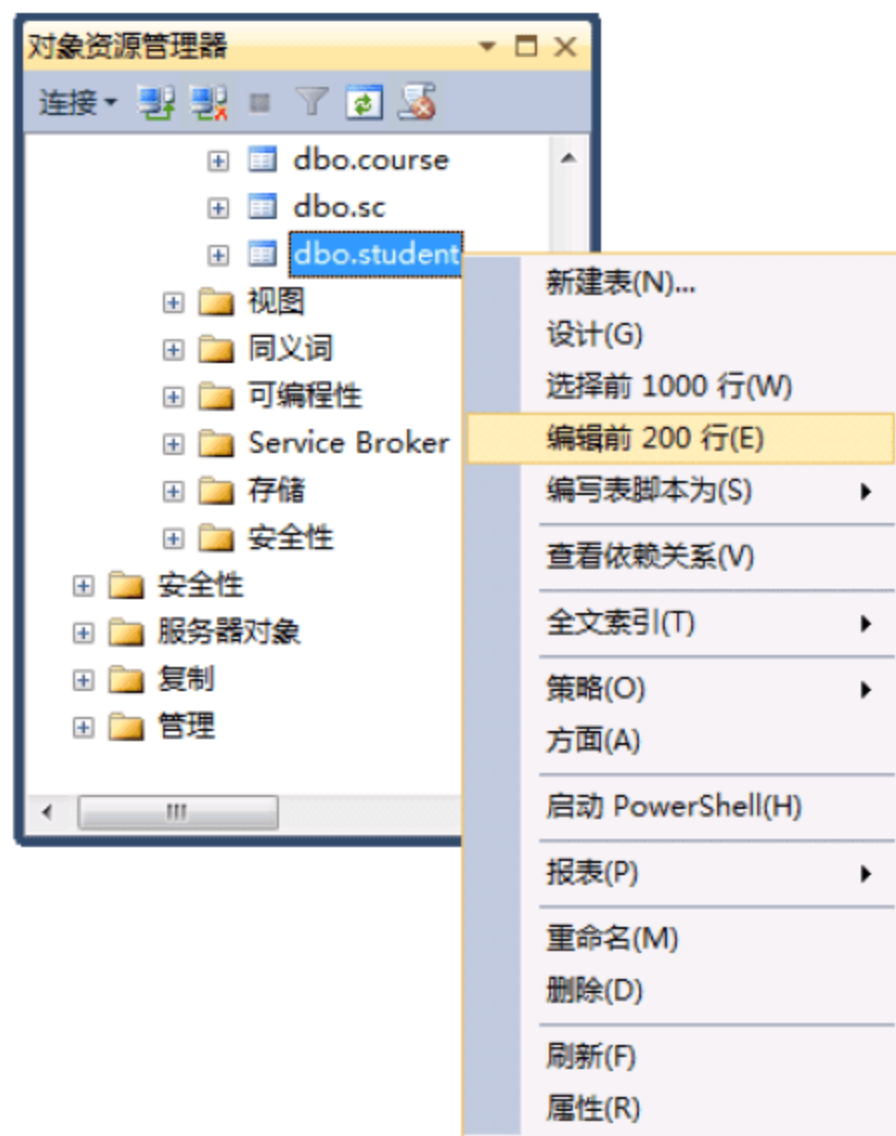 对象资源管理器
连接
dbo.course
dbo.sc
dbo.student
视图
同义词
可编程性
Service Broker
存储
安全性
安全性
服务器对象
复制
管理
新建表(N)...
设计(G)
选择前 1000 行(W)
编辑前 200 行(E)
编写表脚本为(S)
查看依赖关系(V)
全文索引(T)
策略(O)
方面(A)
启动 PowerShell(H)
报表(P)
重命名(M)
删除(D)
刷新(F)
属性(R)